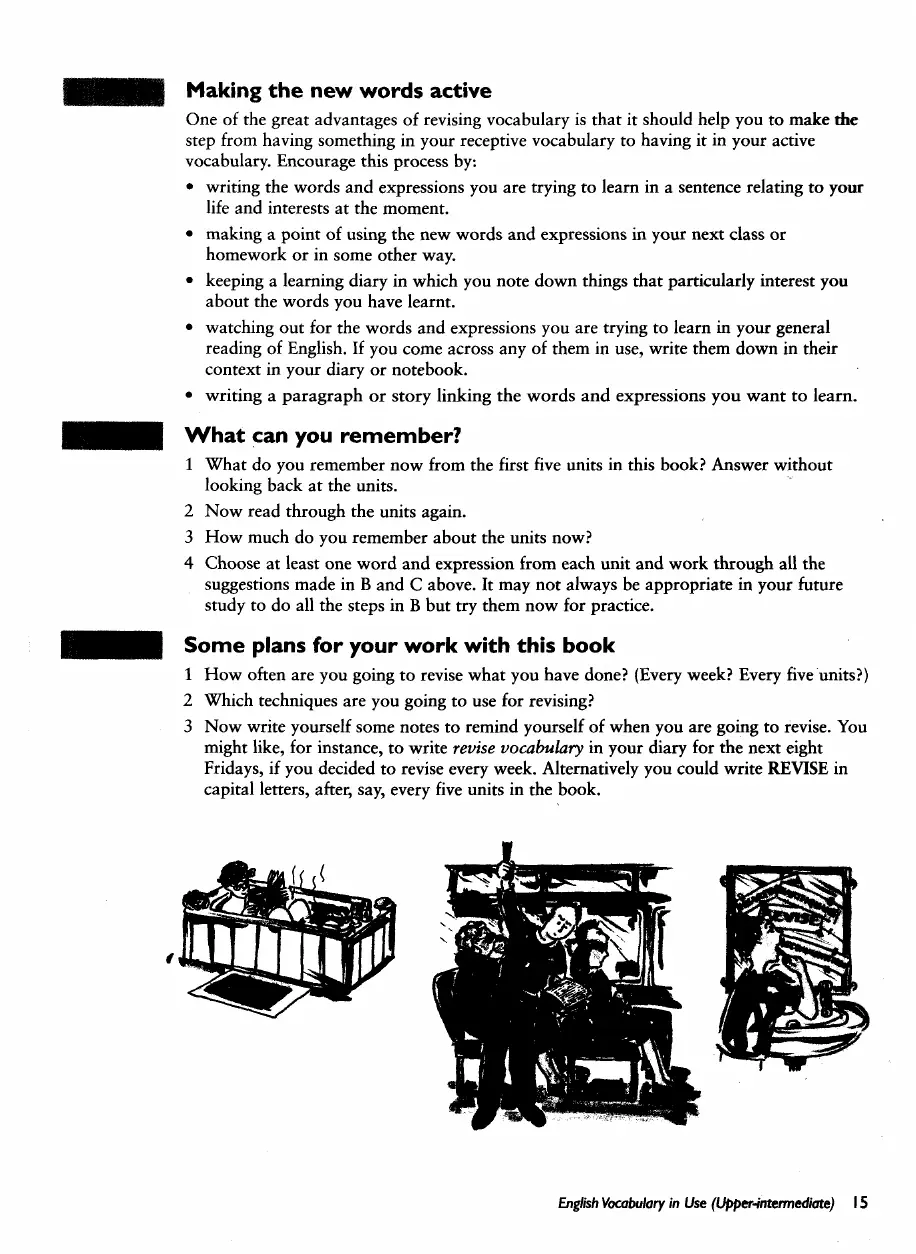 Making the new words active
One of the great advantages of revising vocabulary is that it should help you to make the
step from having something in your receptive vocabulary to having it in your active
vocabulary. Encourage this process by:
• writing the words and expressions you are trying to learn in a sentence relating to your
life and interests at the moment.
• making a point of using the new words and expressions in your next class or
homework or in some other way.
• keeping a learning diary in which you note down things that particularly interest you
about the words you have learnt.
• watching out for the words and expressions you are trying to learn in your general
reading of English. If you come across any of them in use, write them down in their
context in your diary or notebook.
• writing a paragraph or story linking the words and expressions you want to learn.
What can you remember?
1 What do you remember now from the first five units in this book? Answer without
looking back at the units.
2 Now read through the units again.
3 How much do you remember about the units now?
4 Choose at least one word and expression from each unit and work through all the
suggestions made in B and C above. It may not always be appropriate in your future
study to do all the steps in B but try them now for practice.
Some plans for your work with this book
1 How often are you going to revise what you have done? (Every week? Every five units?)
2 Which techniques are you going to use for revising?
3 Now write yourself some notes to remind yourself of when you are going to revise. You
might like, for instance, to write revise vocabulary in your diary for the next eight
Fridays, if you decided to revise every week. Alternatively you could write REVISE in
capital letters, after, say, every five units in the book.
REVISE
English Vocabulary in Use (Upper-intermediate) 15